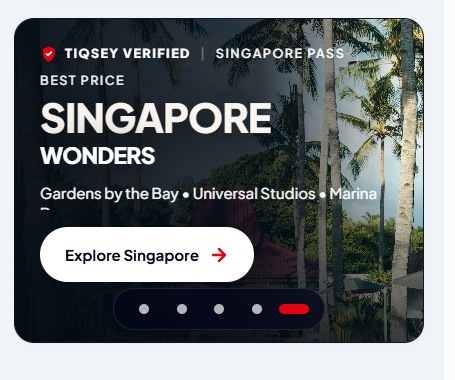 TIQSEY VERIFIED | SINGAPORE PASS
BEST PRICE
SINGAPORE
WONDERS
Gardens by the Bay • Universal Studios • Marina
Explore Singapore →